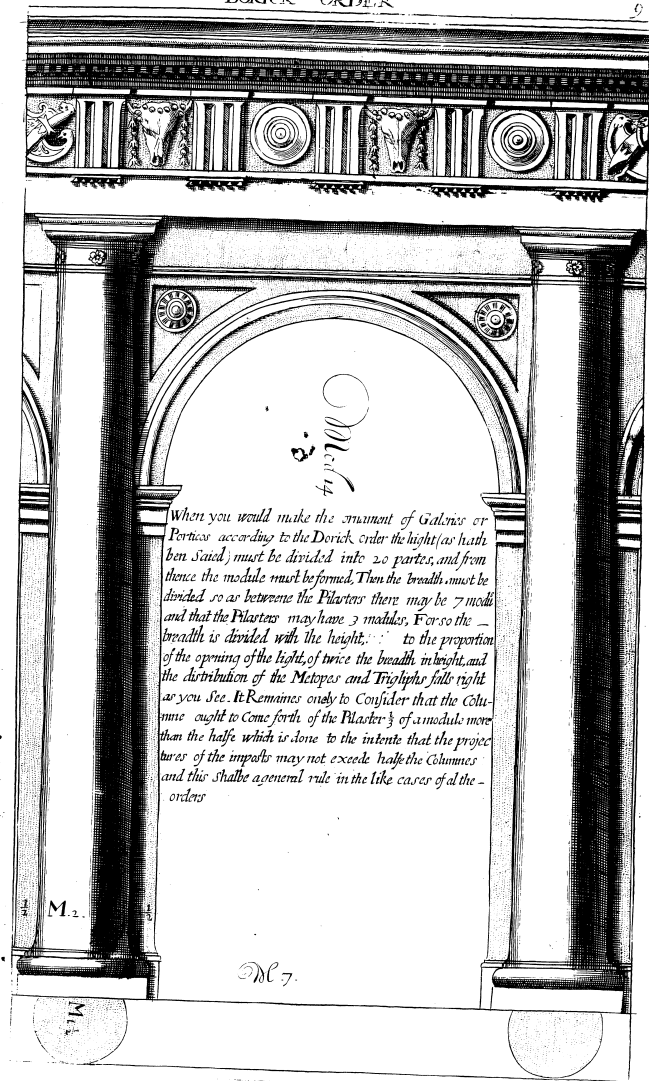 DORICK ORDER
9
Mod 14
When you would make the ornament of Galeries or
Porticos according to the Dorick order the hight (as hath
ben Saied) must be divided into 20 partes, and from
thence the module must be formed, Then the breadth must be
divided so as betweene the Pilasters there may be 7 moduli
and that the Pilasters may have 3 modules, For so the –
breadth is divided with the height, to the proportion
of the opening of the light, of twice the breadth in height, and
the distribution of the Metopes and Trigliphs falls right
as you See. It Remaines onely to Consider that the Colu-
mne ought to Come forth of the Pilaster ⅓ of a module more
than the halfe which is done to the intente that the projec
tures of the imposts may not exeede halfe the Columnes
and this Shalbe a general rule in the like cases of al the –
orders
½ M.2. ½
M.7.